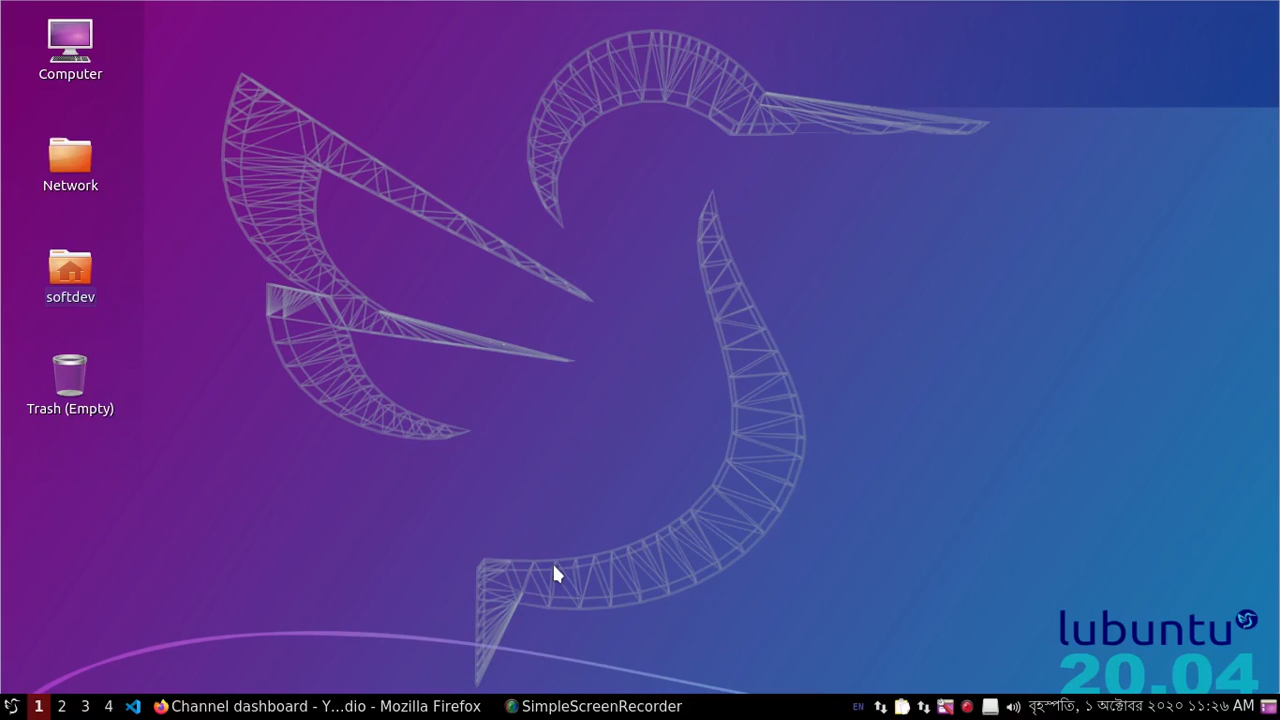 Computer
Network
softdev
Trash (Empty)
lubuntu
20.04
1 2 3 4 Channel dashboard - Y...dio - Mozilla Firefox SimpleScreenRecorder EN বৃহস্পতি, ১ অক্টোবর ২০২০ ১১:২৬ AM